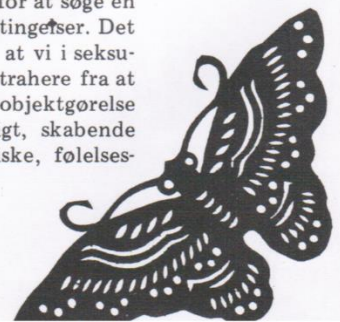 for at søge en
tingelser. Det
at vi i seksu-
trahere fra at
objektgørelse
gt, skabende
ske, følelses-